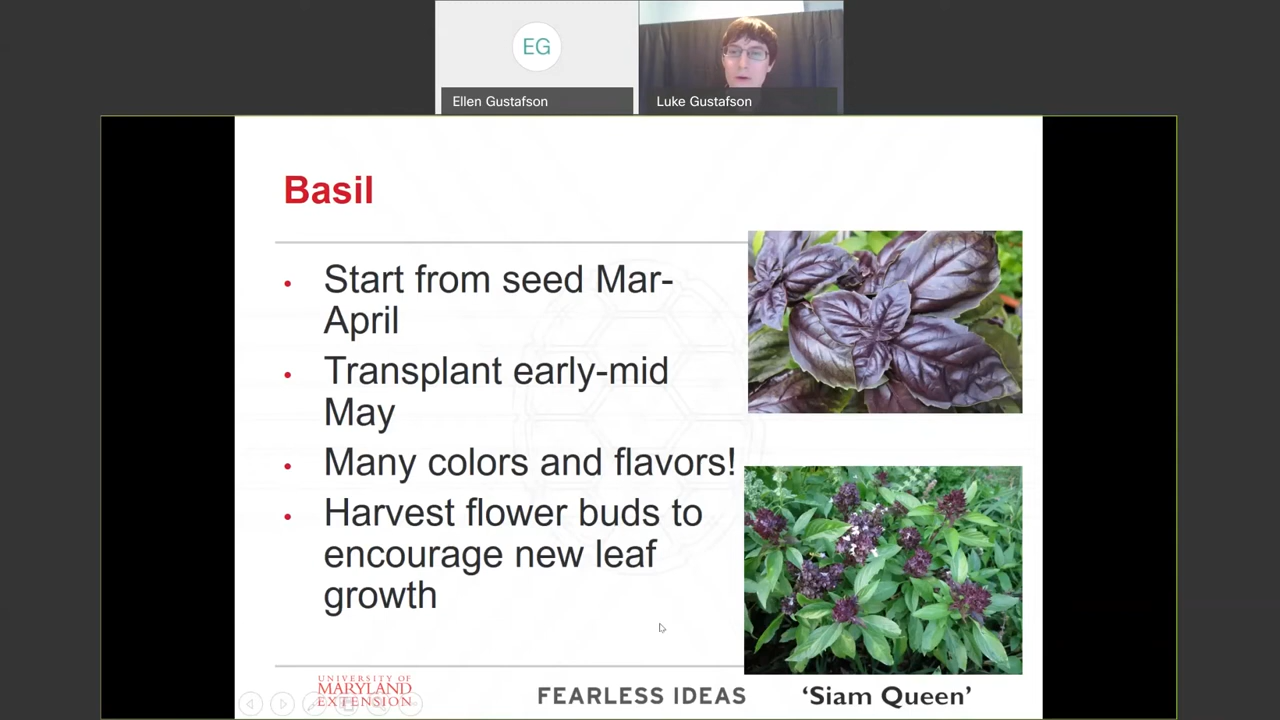 EG
Ellen Gustafson
Luke Gustafson
Basil
• Start from seed Mar-
April
• Transplant early-mid
May
• Many colors and flavors!
• Harvest flower buds to
encourage new leaf
growth
UNIVERSITY OF
MARYLAND
EXTENSION
FEARLESS IDEAS
‘Siam Queen’